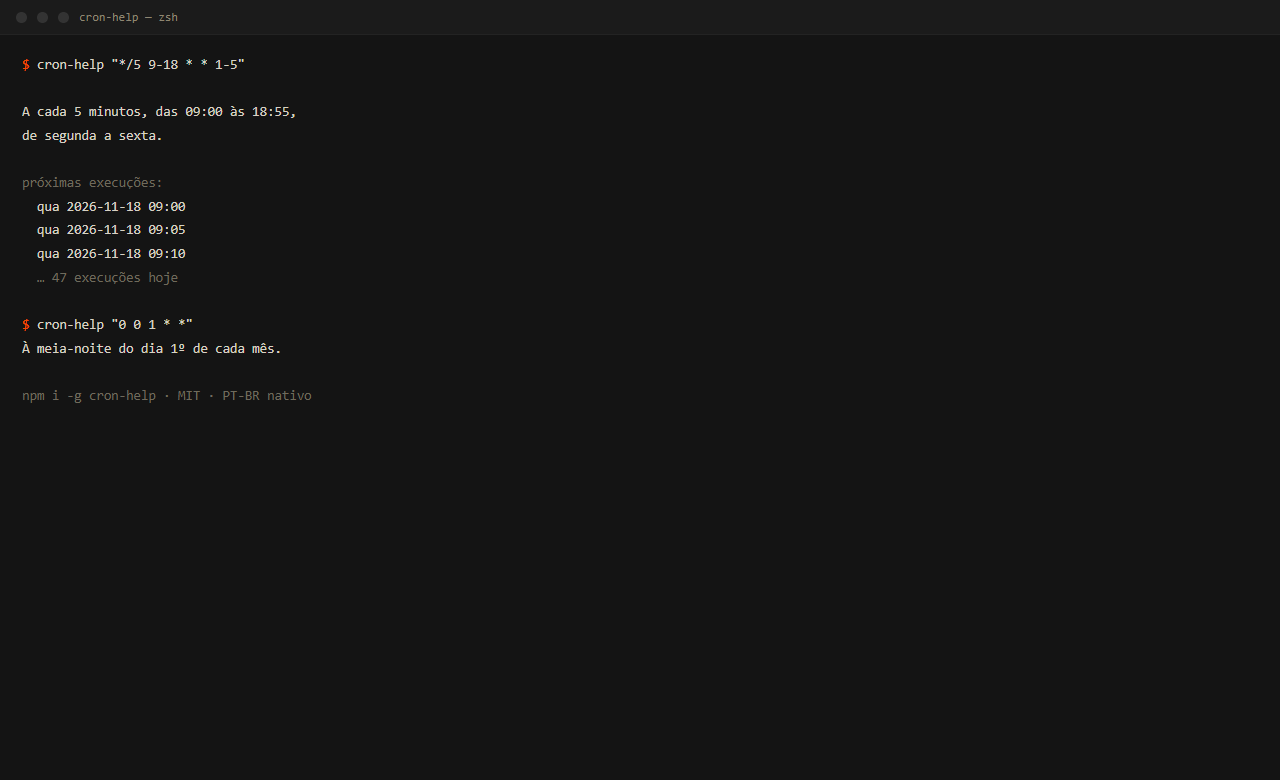 cron-help — zsh
$ cron-help "*/5 9-18 * * 1-5"
A cada 5 minutos, das 09:00 às 18:55,
de segunda a sexta.
próximas execuções:
qua 2026-11-18 09:00
qua 2026-11-18 09:05
qua 2026-11-18 09:10
… 47 execuções hoje
$ cron-help "0 0 1 * *"
À meia-noite do dia 1º de cada mês.
npm i -g cron-help · MIT · PT-BR nativo